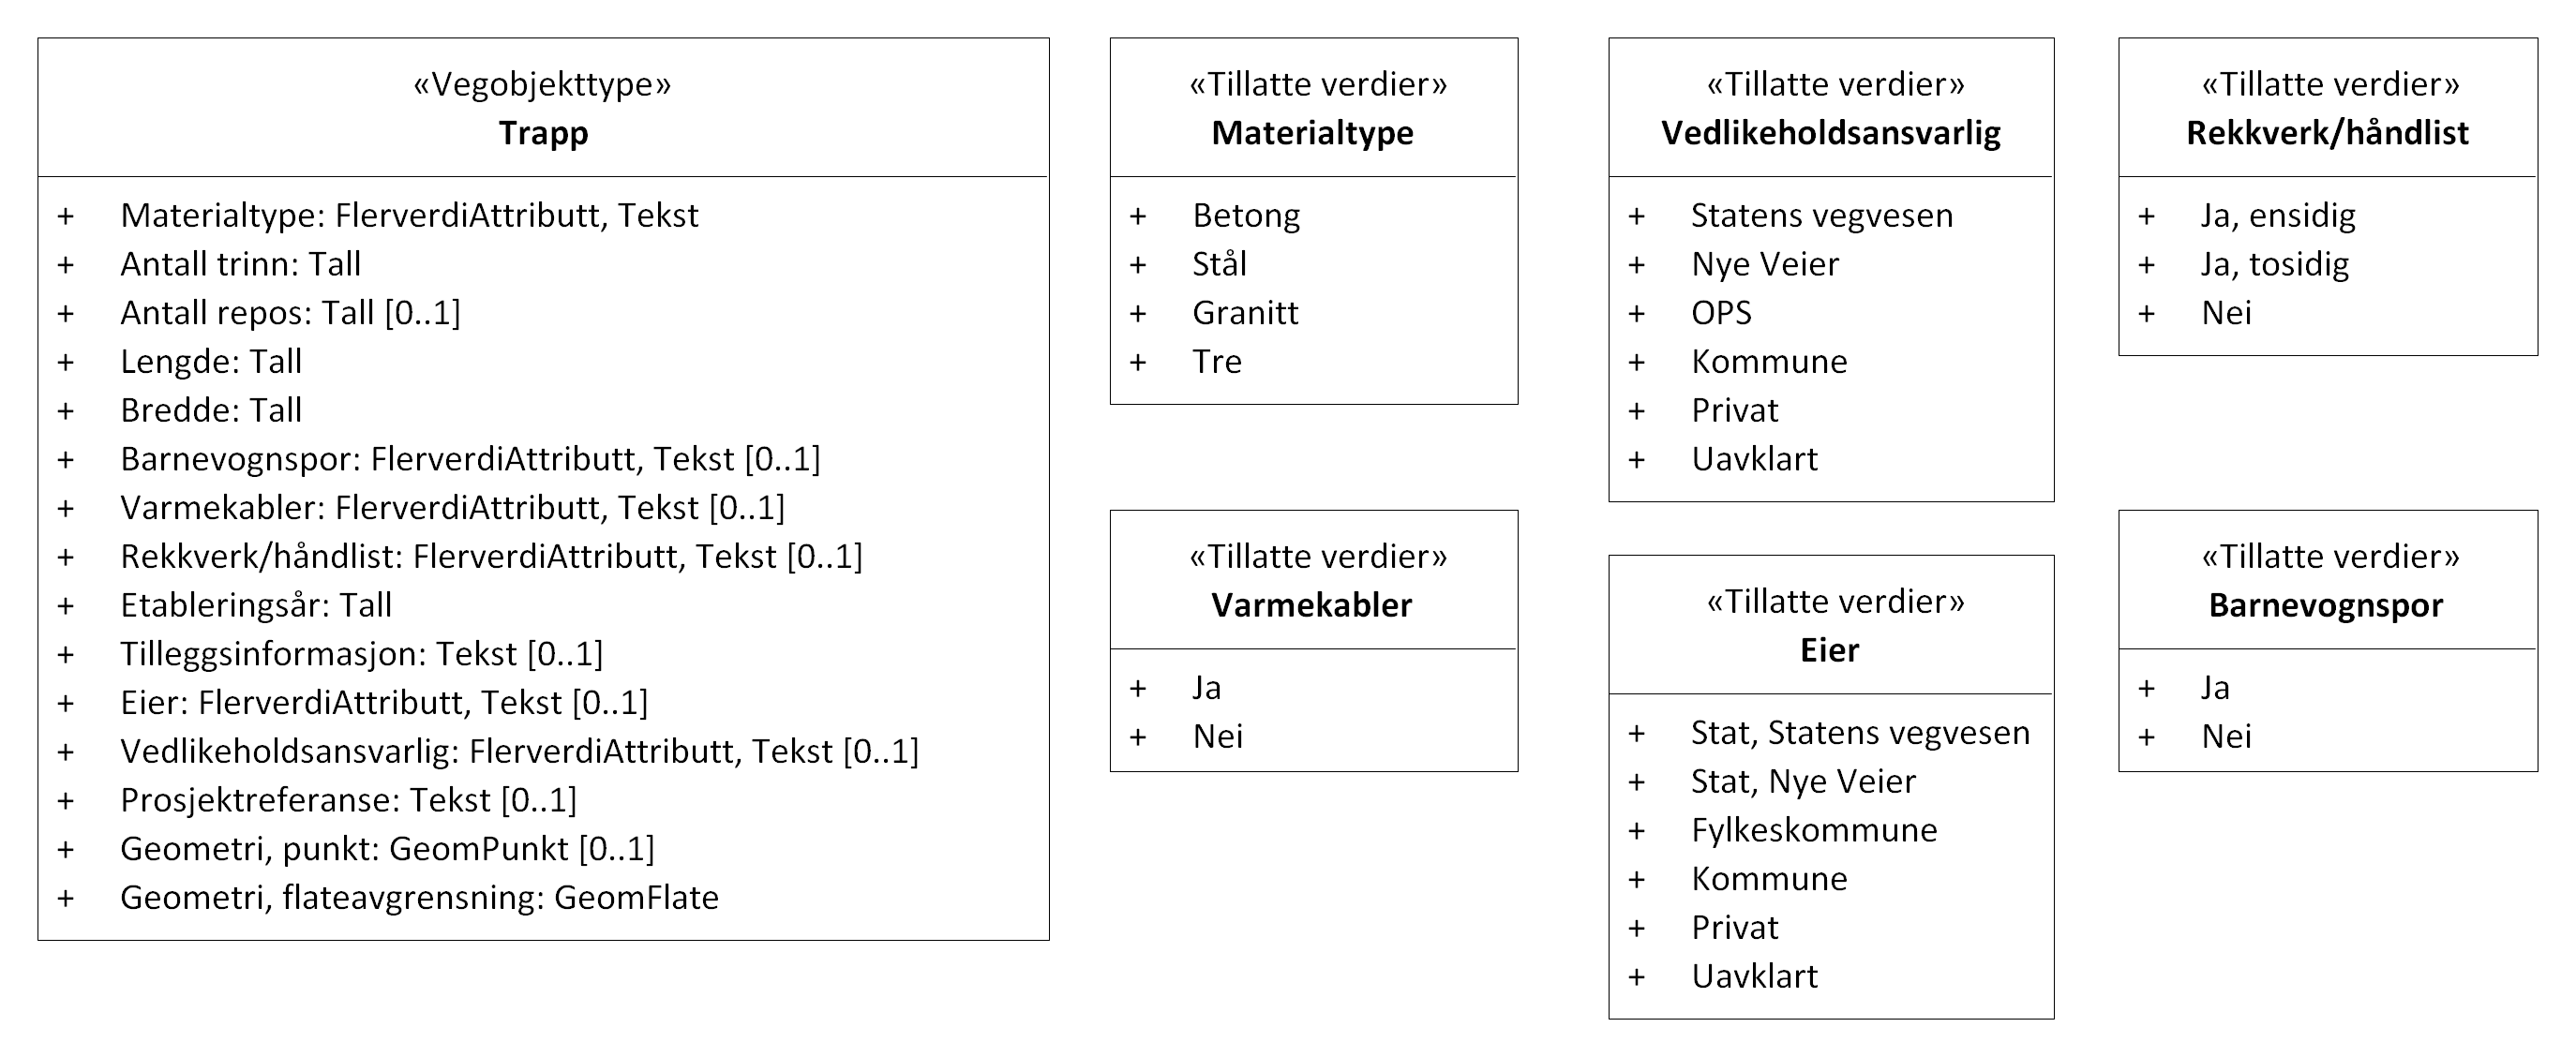 «Vegobjekttype»
Trapp
+ Materialtype: FlerverdiAttributt, Tekst
+ Antall trinn: Tall
+ Antall repos: Tall [0..1]
+ Lengde: Tall
+ Bredde: Tall
+ Barnevognspor: FlerverdiAttributt, Tekst [0..1]
+ Varmekabler: FlerverdiAttributt, Tekst [0..1]
+ Rekkverk/håndlist: FlerverdiAttributt, Tekst [0..1]
+ Etableringsår: Tall
+ Tilleggsinformasjon: Tekst [0..1]
+ Eier: FlerverdiAttributt, Tekst [0..1]
+ Vedlikeholdsansvarlig: FlerverdiAttributt, Tekst [0..1]
+ Prosjektreferanse: Tekst [0..1]
+ Geometri, punkt: GeomPunkt [0..1]
+ Geometri, flateavgrensning: GeomFlate
«Tillatte verdier»
Materialtype
+ Betong
+ Stål
+ Granitt
+ Tre
«Tillatte verdier»
Varmekabler
+ Ja
+ Nei
«Tillatte verdier»
Vedlikeholdsansvarlig
+ Statens vegvesen
+ Nye Veier
+ OPS
+ Kommune
+ Privat
+ Uavklart
«Tillatte verdier»
Eier
+ Stat, Statens vegvesen
+ Stat, Nye Veier
+ Fylkeskommune
+ Kommune
+ Privat
+ Uavklart
«Tillatte verdier»
Rekkverk/håndlist
+ Ja, ensidig
+ Ja, tosidig
+ Nei
«Tillatte verdier»
Barnevognspor
+ Ja
+ Nei